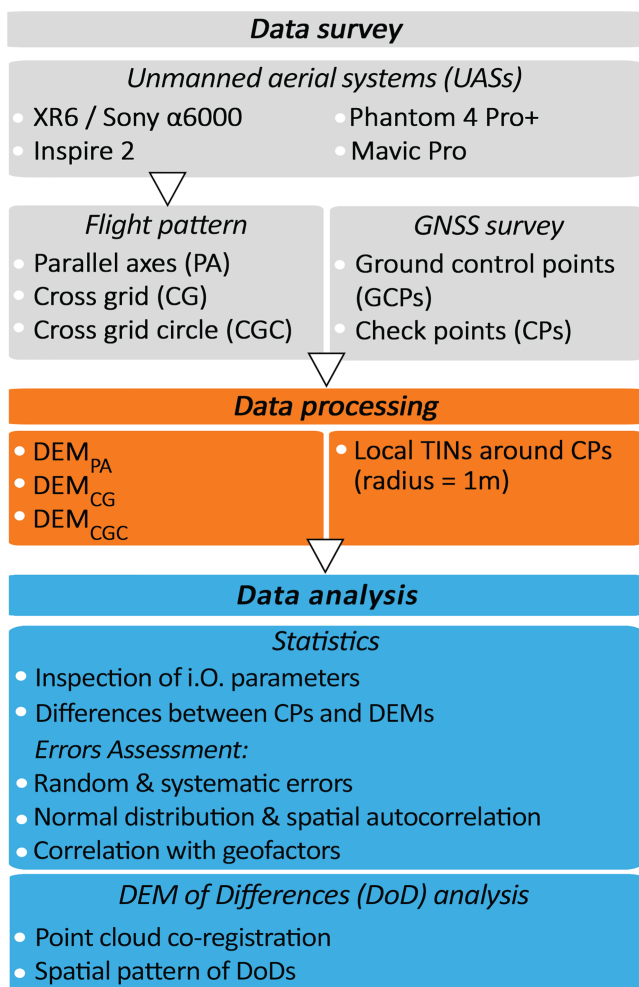 Data survey
Unmanned aerial systems (UASs)
XR6 / Sony α6000
Inspire 2
Phantom 4 Pro+
Mavic Pro
Flight pattern
Parallel axes (PA)
Cross grid (CG)
Cross grid circle (CGC)
GNSS survey
Ground control points
(GCPs)
Check points (CPs)
Data processing
DEM_PA
DEM_CG
DEM_CGC
Local TINs around CPs
(radius = 1m)
Data analysis
Statistics
Inspection of i.O. parameters
Differences between CPs and DEMs
Errors Assessment:
Random & systematic errors
Normal distribution & spatial autocorrelation
Correlation with geofactors
DEM of Differences (DoD) analysis
Point cloud co-registration
Spatial pattern of DoDs